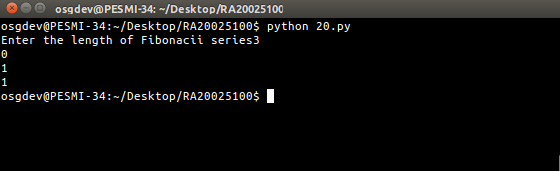 osgdev@PESMI-34: ~/Desktop/RA20025100
osgdev@PESMI-34:~/Desktop/RA20025100$ python 20.py
Enter the length of Fibonacii series3
0
1
1
osgdev@PESMI-34:~/Desktop/RA20025100$